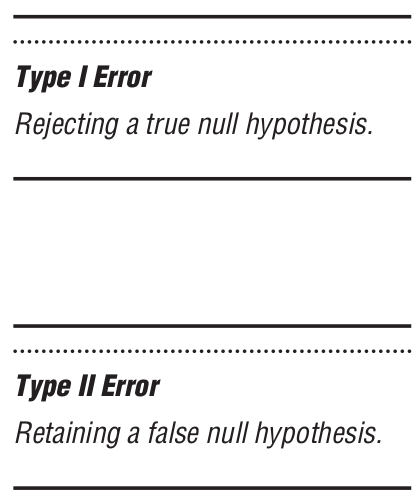 Type I Error
Rejecting a true null hypothesis.
Type II Error
Retaining a false null hypothesis.